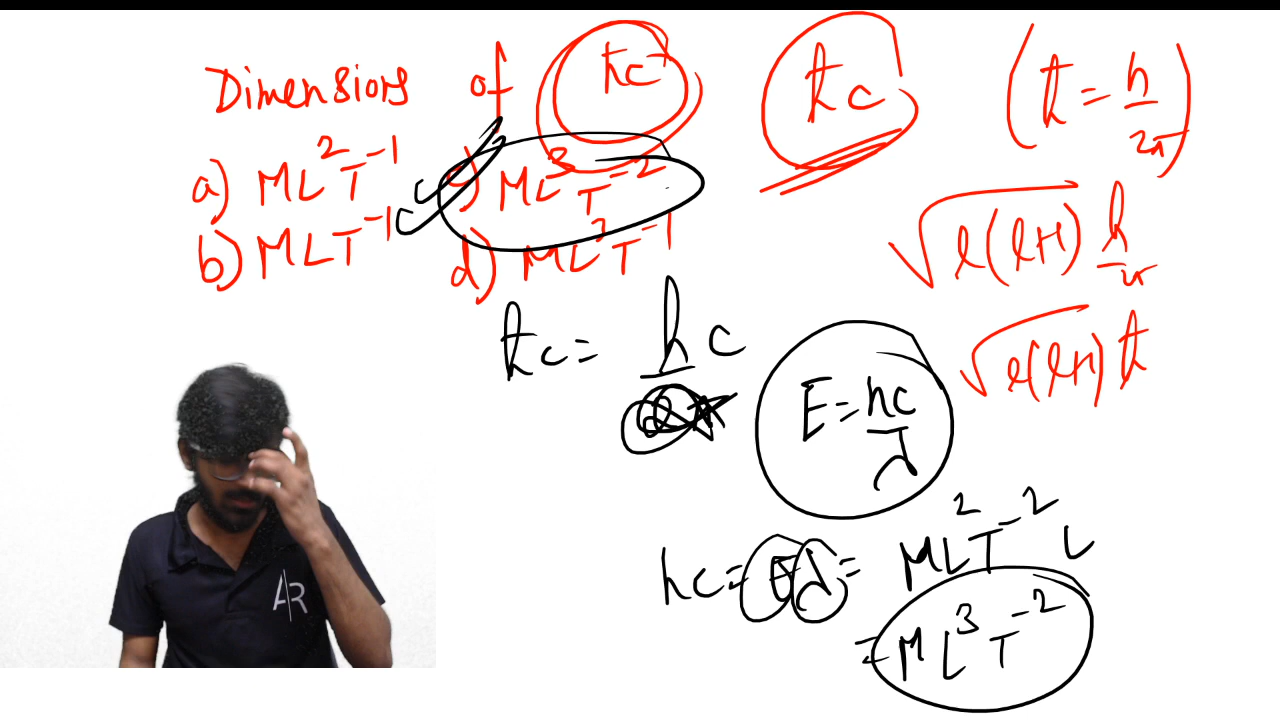 Dimensions of ħc ħc (ħ = h/2π)
a) ML²T⁻¹ c) ML³T⁻²
b) MLT⁻¹ d) ML³T⁻¹
√l(l+1) h/2π
√l(l+1) ħ
ħc = h c
E = hc/λ
hc = Eλ = ML²T⁻² L
= ML³T⁻²
AR